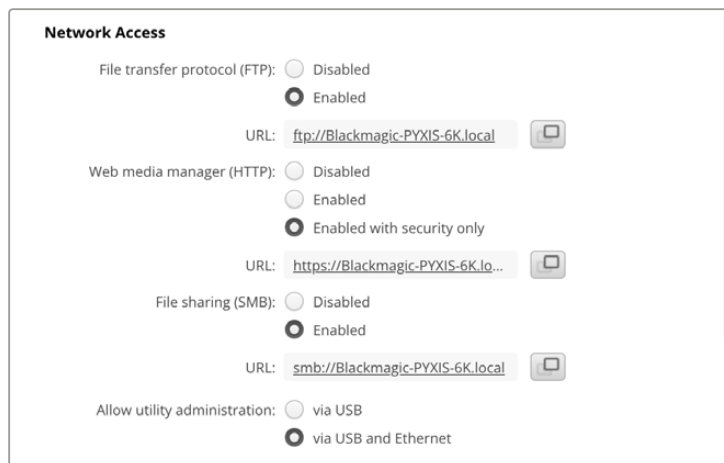 Network Access
File transfer protocol (FTP): Disabled
Enabled
URL: ftp://Blackmagic-PYXIS-6K.local
Web media manager (HTTP): Disabled
Enabled
Enabled with security only
URL: https://Blackmagic-PYXIS-6K.lo...
File sharing (SMB): Disabled
Enabled
URL: smb://Blackmagic-PYXIS-6K.local
Allow utility administration: via USB
via USB and Ethernet